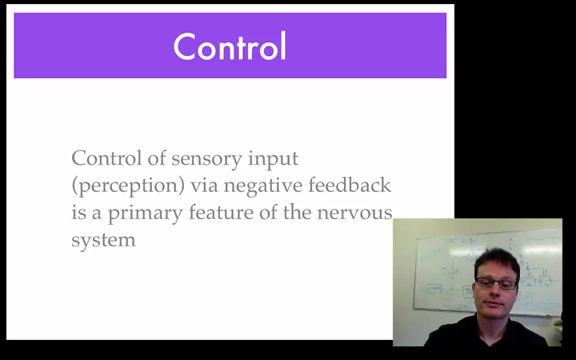 Control
Control of sensory input
(perception) via negative feedback
is a primary feature of the nervous
system